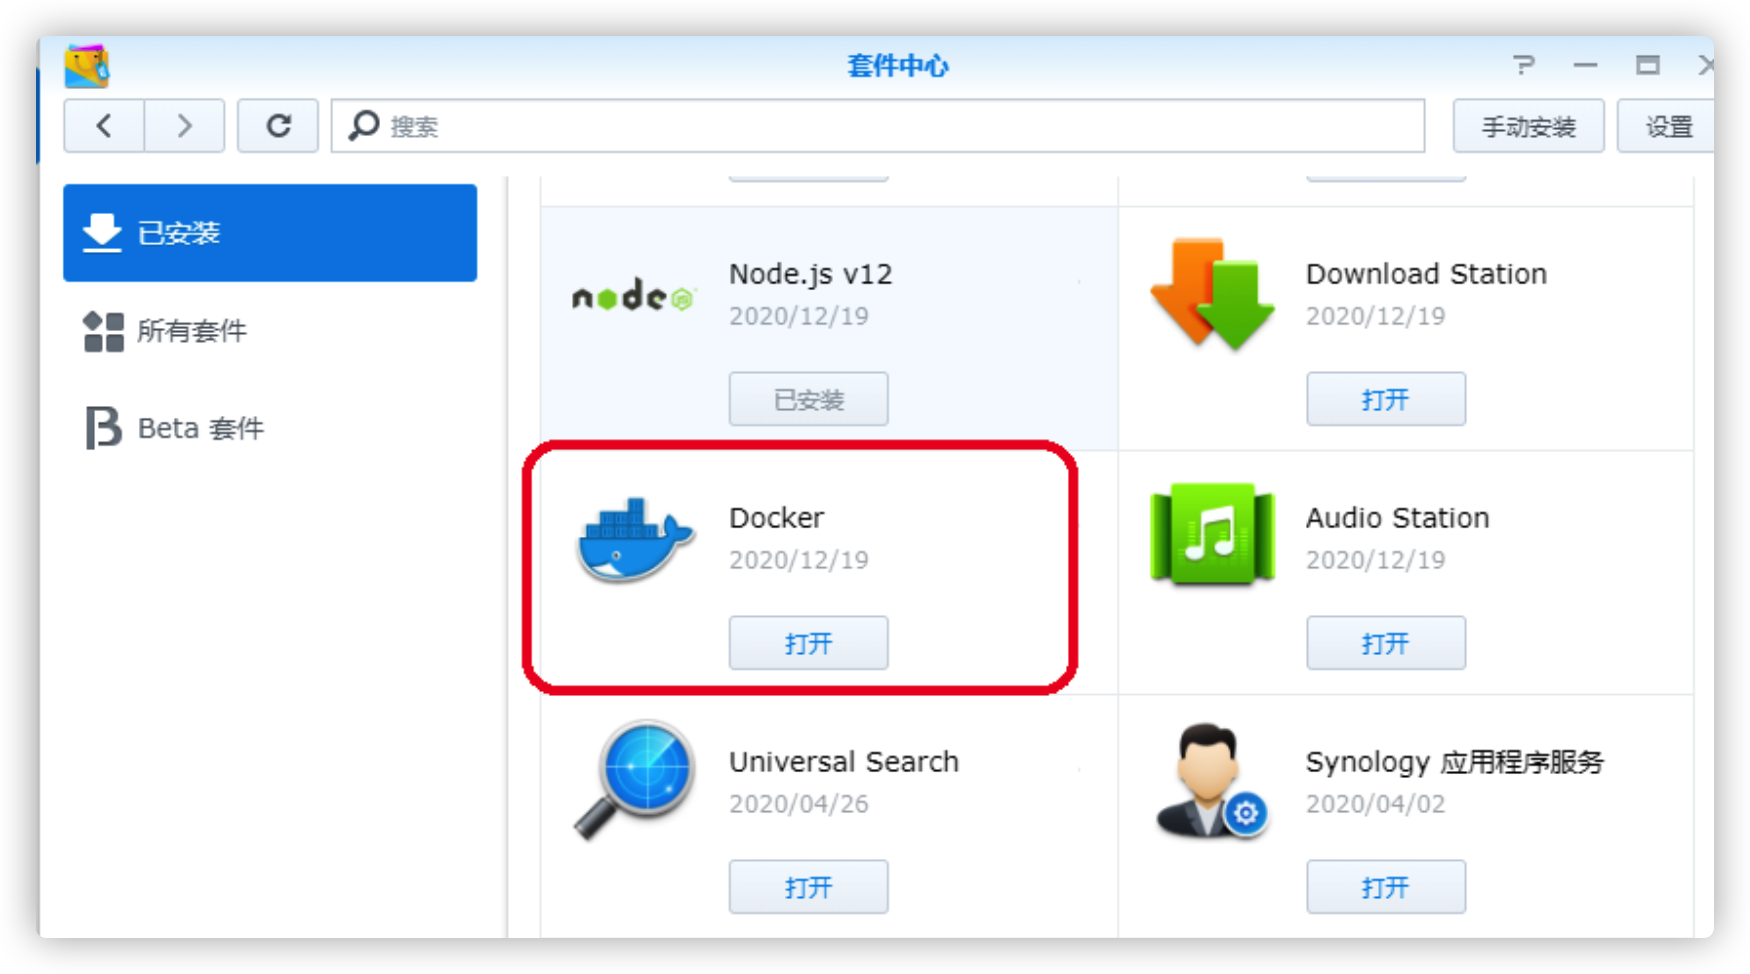 套件中心
搜索
手动安装
设置
已安装
所有套件
Beta 套件
node JS
Node.js v12
2020/12/19
已安装
Download Station
2020/12/19
打开
Docker
2020/12/19
打开
Audio Station
2020/12/19
打开
Universal Search
2020/04/26
打开
Synology 应用程序服务
2020/04/02
打开